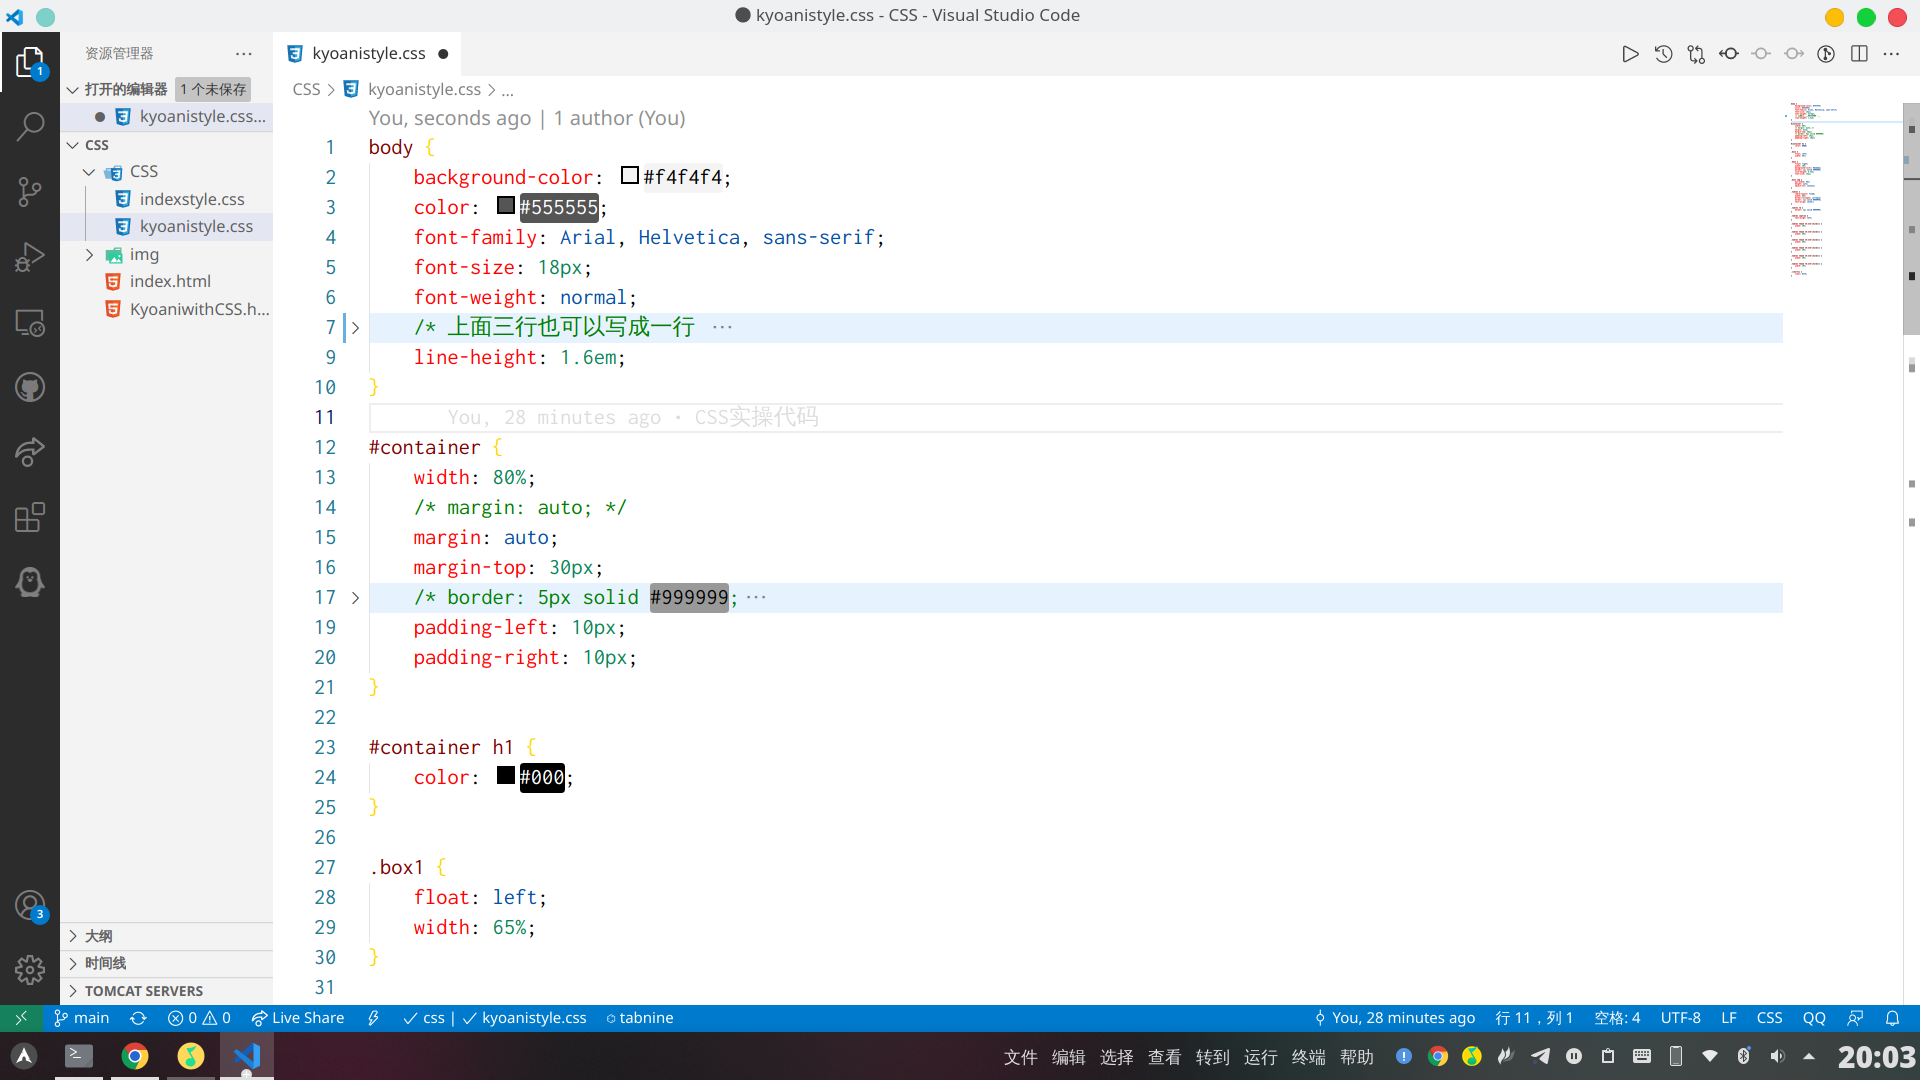 kyoanistyle.css - CSS - Visual Studio Code
资源管理器
打开的编辑器 1 个未保存
kyoanistyle.css...
CSS
CSS
indexstyle.css
kyoanistyle.css
img
index.html
KyoaniwithCSS.h...
大纲
时间线
TOMCAT SERVERS
1
3
kyoanistyle.css
CSS > kyoanistyle.css > ...
You, seconds ago | 1 author (You)
1 body {
2 background-color: #f4f4f4;
3 color: #555555;
4 font-family: Arial, Helvetica, sans-serif;
5 font-size: 18px;
6 font-weight: normal;
7 /* 上面三行也可以写成一行 ···
9 line-height: 1.6em;
10 }
11 You, 28 minutes ago · CSS实操代码
12 #container {
13 width: 80%;
14 /* margin: auto; */
15 margin: auto;
16 margin-top: 30px;
17 /* border: 5px solid #999999; ···
19 padding-left: 10px;
20 padding-right: 10px;
21 }
22
23 #container h1 {
24 color: #000;
25 }
26
27 .box1 {
28 float: left;
29 width: 65%;
30 }
31
main 0 0 Live Share css | kyoanistyle.css tabnine You, 28 minutes ago 行 11，列 1 空格: 4 UTF-8 LF CSS QQ
文件 编辑 选择 查看 转到 运行 终端 帮助 20:03